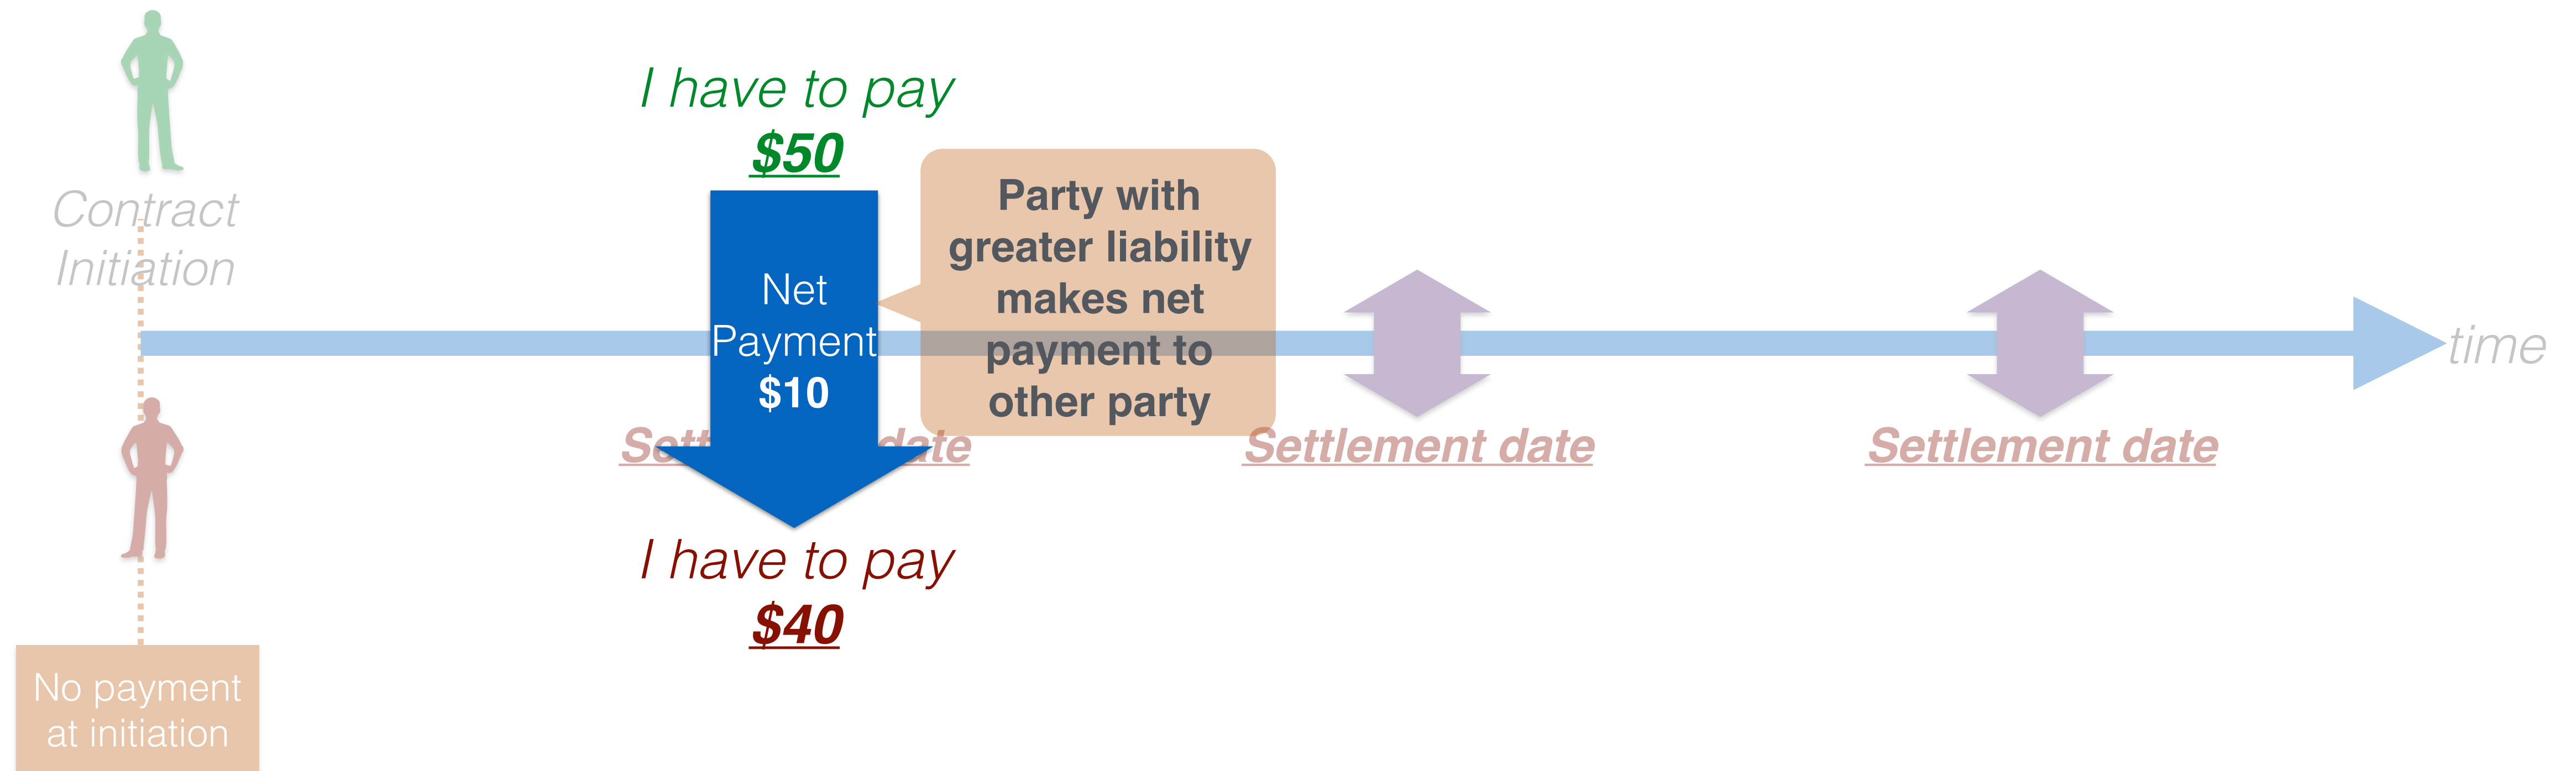 I have to pay
$50
Contract
Initiation
Party with
greater liability
makes net
payment to
other party
Net
Payment
$10
time
date
Settlement date
Settlement date
I have to pay
$40
No payment
at initiation